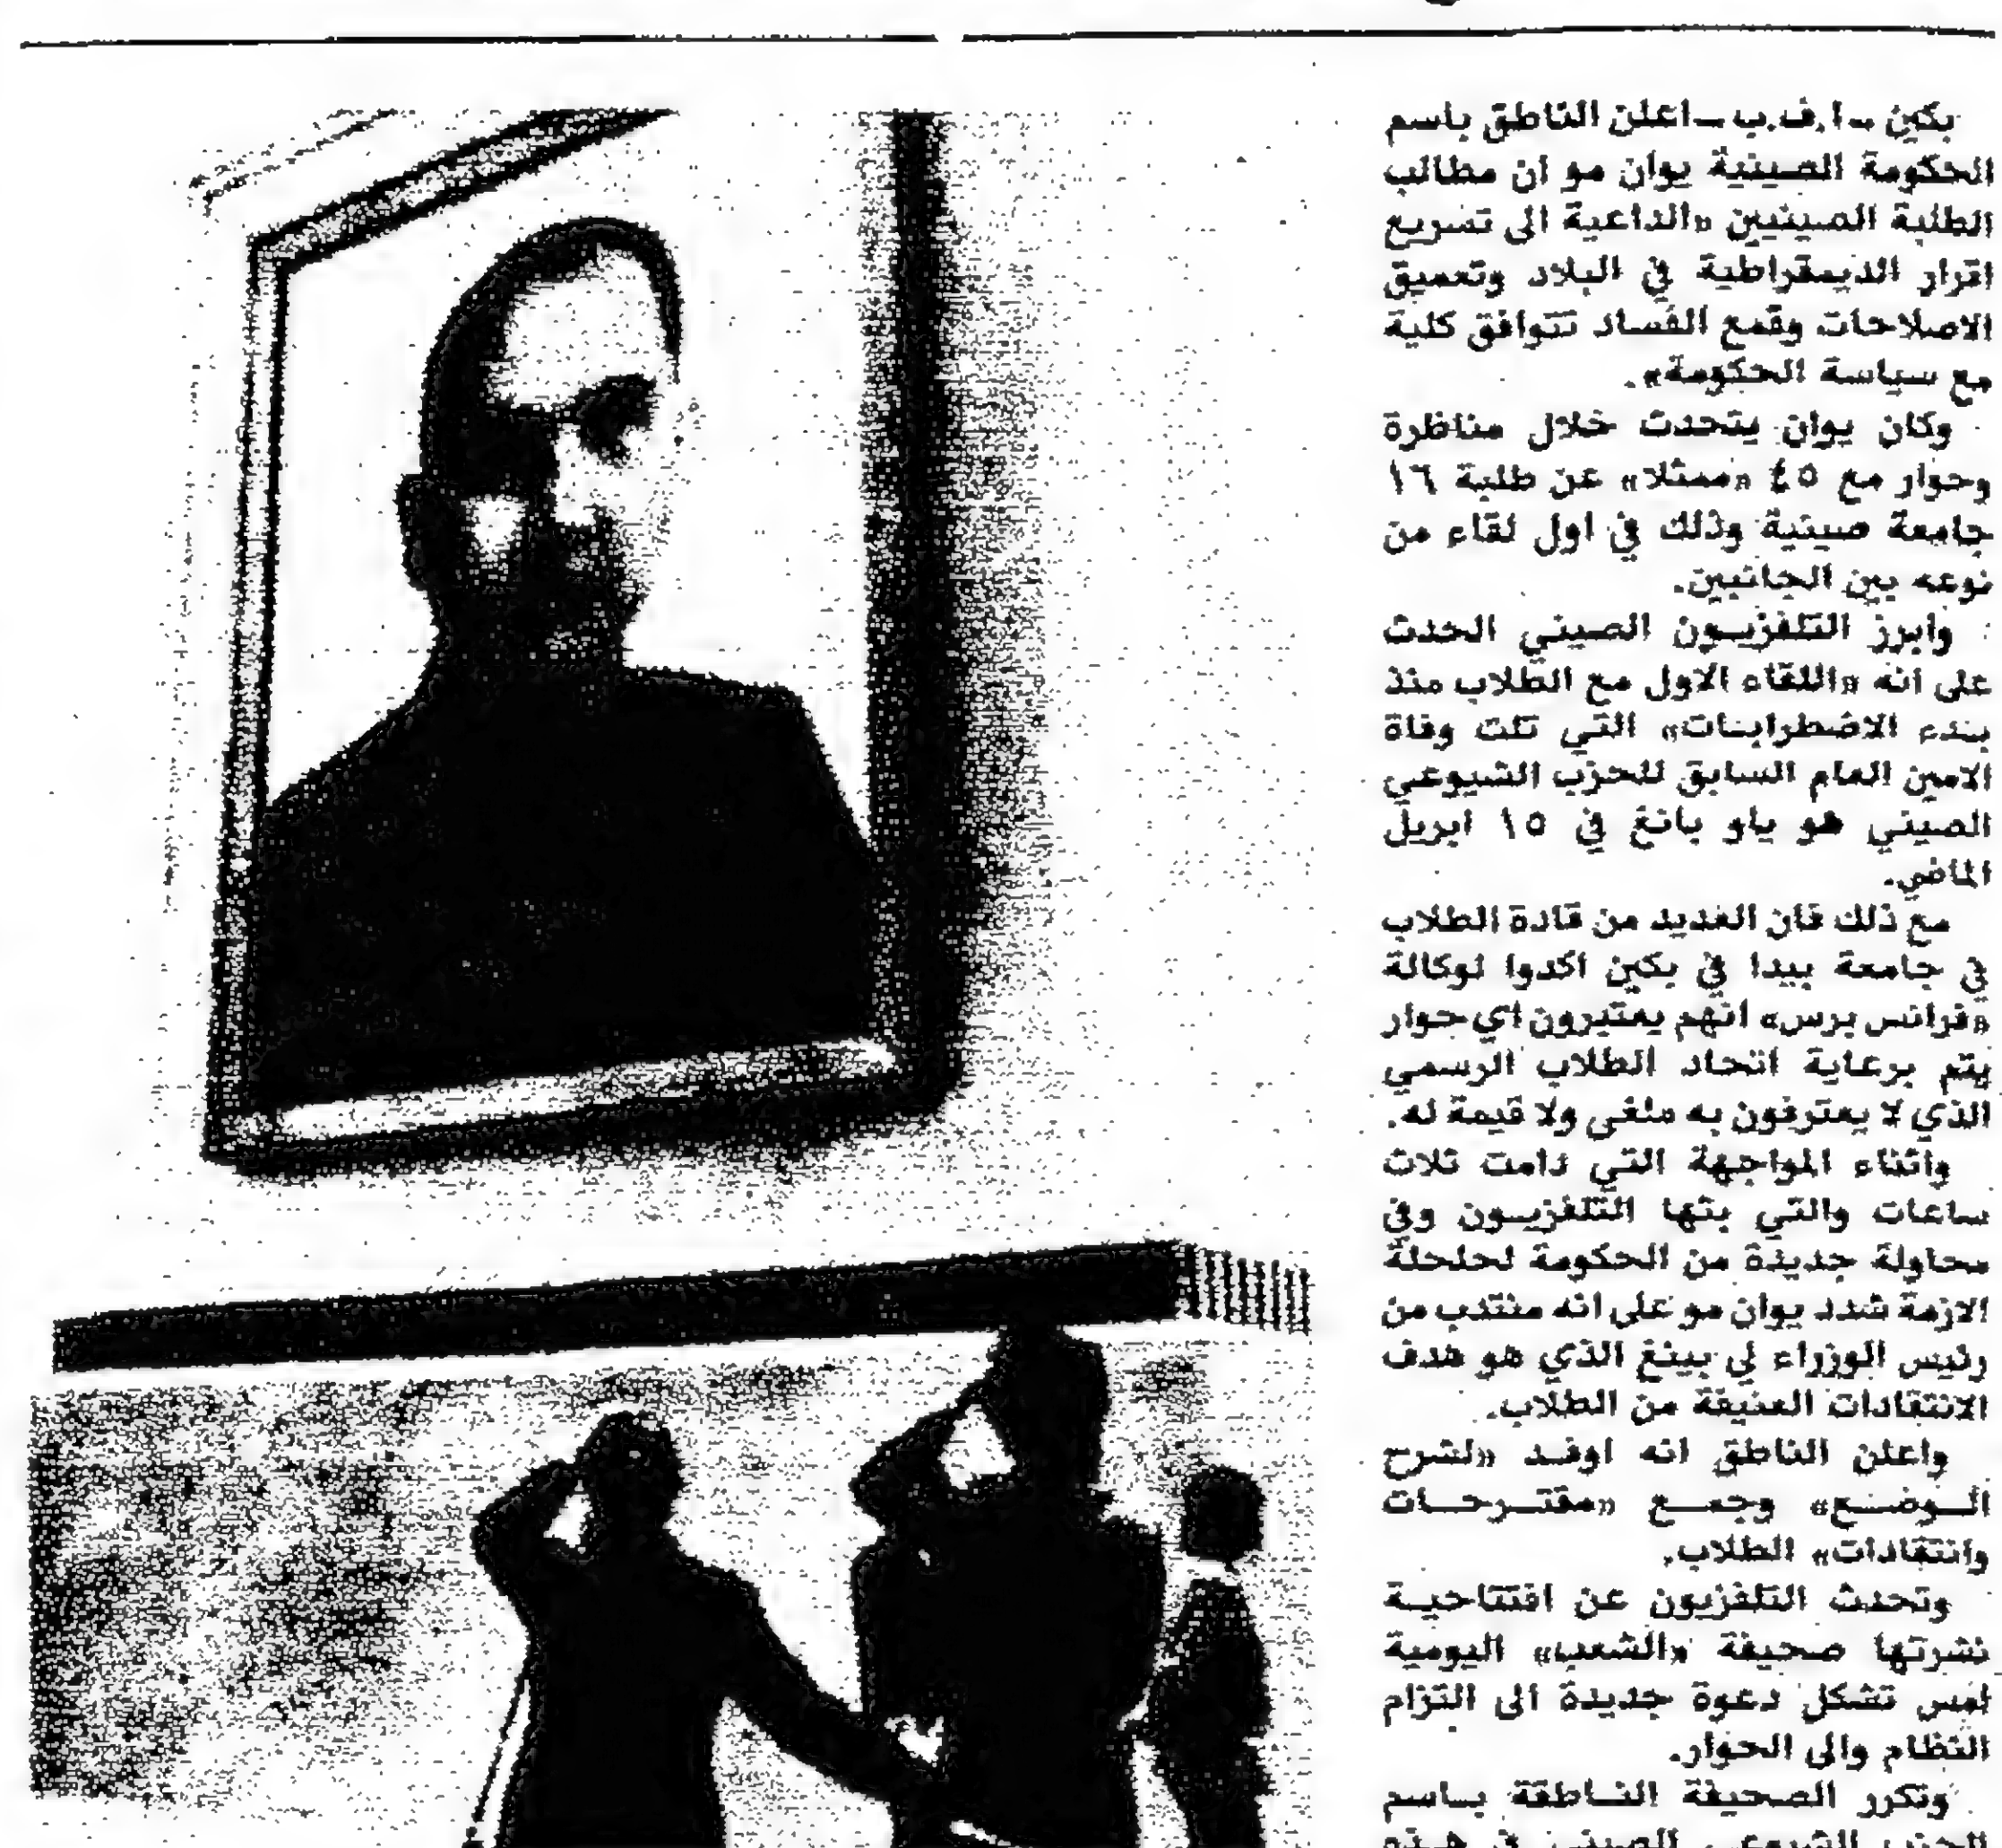 بكين ـ ا.ف.ب ـ اعلن الناطق باسم
الحكومة الصينية يوان مو ان مطالب
الطلبة الصينيين «الداعية الى تسريع
اقرار الديمقراطية في البلاد وتعميق
الاصلاحات وقمع الفساد تتوافق كلية
مع سياسة الحكومة».
وكان يوان يتحدث خلال مناظرة
وحوار مع ٤٥ «ممثلا» عن طلبة ١٦
جامعة صينية وذلك في اول لقاء من
نوعه بين الجانبين.
وابرز التلفزيون الصيني الحدث
على انه «اللقاء الاول مع الطلاب منذ
بدء الاضطرابات» التي تلت وفاة
الامين العام السابق للحزب الشيوعي
الصيني هو ياو بانغ في ١٥ ابريل
الماضي.
مع ذلك فان العديد من قادة الطلاب
في جامعة بيدا في بكين اكدوا لوكالة
«فرانس برس» انهم يعتبرون اي حوار
يتم برعاية اتحاد الطلاب الرسمي
الذي لا يعترفون به ملغى ولا قيمة له.
واثناء المواجهة التي دامت ثلاث
ساعات والتي بثها التلفزيون وفي
محاولة جديدة من الحكومة لحلحلة
الازمة شدد يوان مو على انه منتدب من
رئيس الوزراء لي بينغ الذي هو هدف
الانتقادات العنيفة من الطلاب.
واعلن الناطق انه اوفد «لشرح
الوضع» وجمع «مقترحات
وانتقادات» الطلاب.
وتحدث التلفزيون عن افتتاحية
نشرتها صحيفة «الشعب» اليومية
امس تشكل دعوة جديدة الى التزام
النظام والى الحوار.
وتكرر الصحيفة الناطقة باسم
الحزب الشيوعي الصيني في هذه